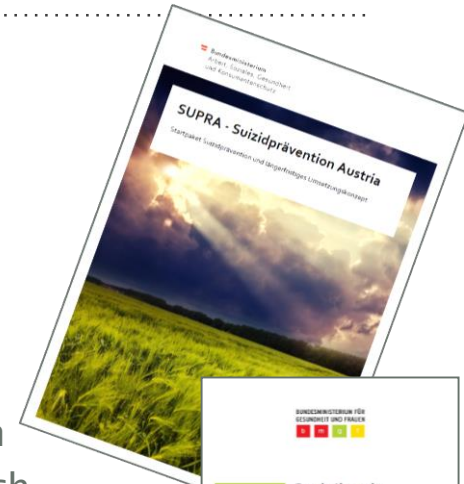 Bundesministerium
Arbeit, Soziales, Gesundheit
und Konsumentenschutz
SUPRA - Suizidprävention Austria
Startpaket Suizidprävention und längerfristiges Umsetzungskonzept
BUNDESMINISTERIUM FÜR
GESUNDHEIT UND FRAUEN
b m g f